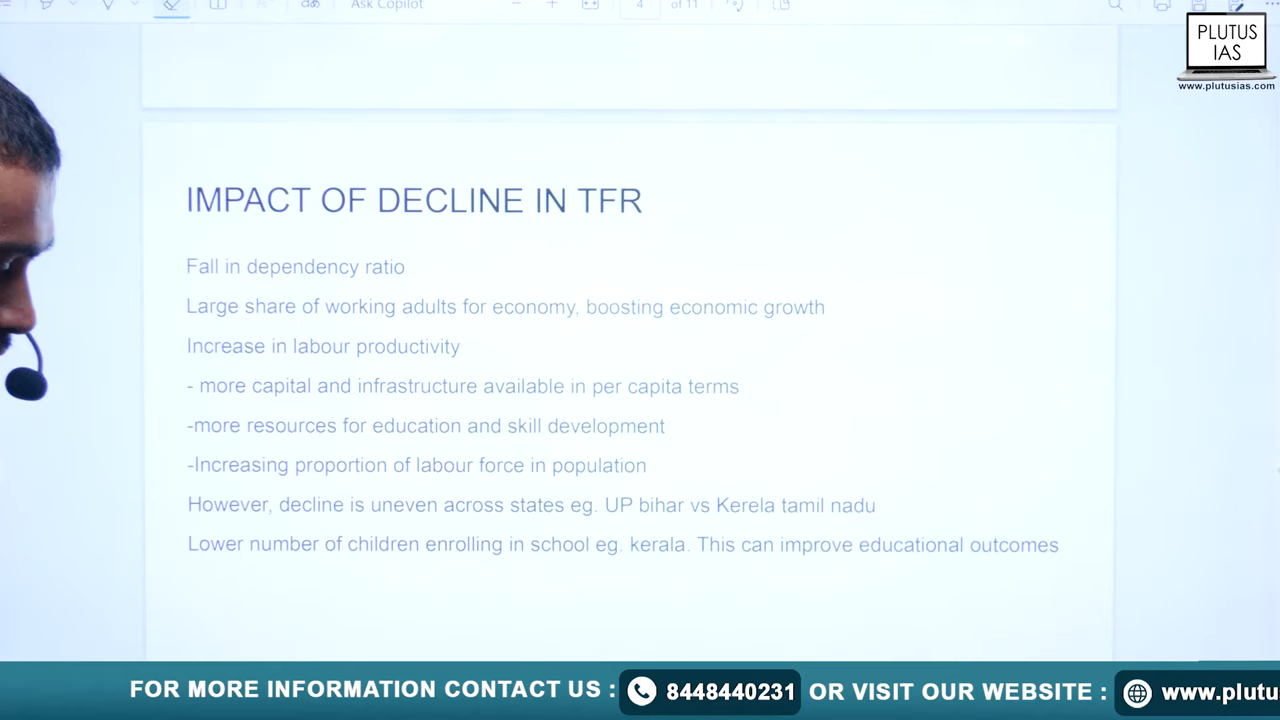 Ask Copilot
4
of 11
PLUTUS
IAS
www.plutusias.com
IMPACT OF DECLINE IN TFR
Fall in dependency ratio
Large share of working adults for economy, boosting economic growth
Increase in labour productivity
- more capital and infrastructure available in per capita terms
-more resources for education and skill development
-Increasing proportion of labour force in population
However, decline is uneven across states eg. UP bihar vs Kerela tamil nadu
Lower number of children enrolling in school eg. kerala. This can improve educational outcomes
FOR MORE INFORMATION CONTACT US : 8448440231 OR VISIT OUR WEBSITE : www.plutus